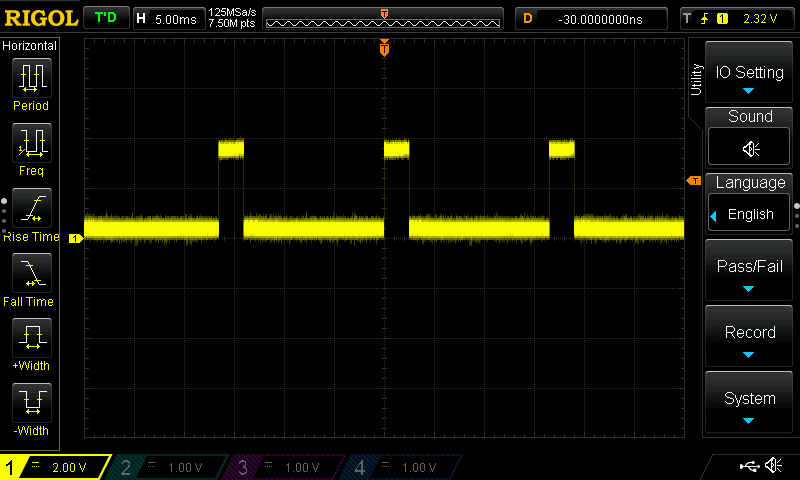 RIGOL T'D H 5.00ms 125MSa/s D -30.0000000ns T 1 2.32 V
7.50M pts
T
Horizontal
Period
Freq
Rise Time
Fall Time
+Width
-Width
T
T
1
Utility
IO Setting
Sound
Language
English
Pass/Fail
Record
System
1 2.00 V 2 1.00 V 3 1.00 V 4 1.00 V